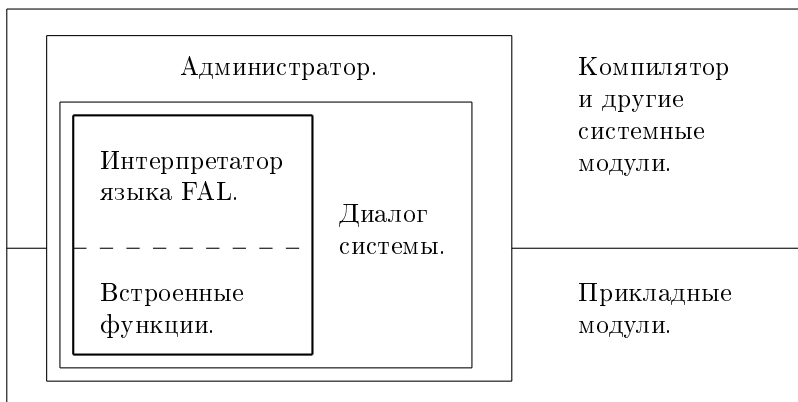 Администратор.
Компилятор
и другие
системные
модули.
Интерпретатор
языка FAL.
Диалог
системы.
Встроенные
функции.
Прикладные
модули.